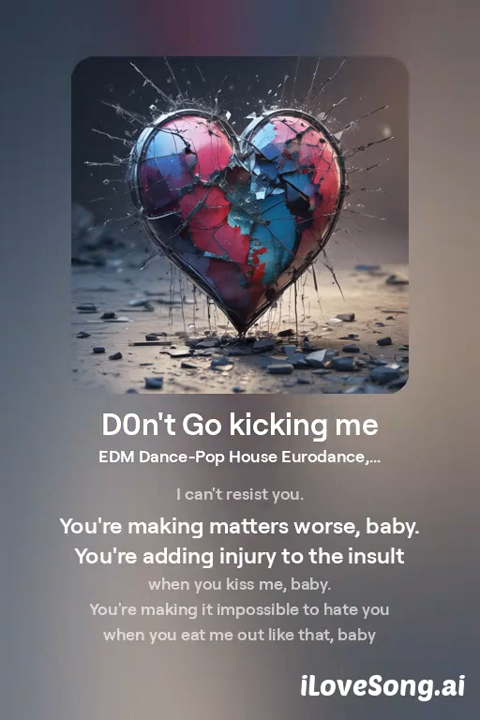 D0n't Go kicking me
EDM Dance-Pop House Eurodance,...
I can't resist you.
You're making matters worse, baby.
You're adding injury to the insult
when you kiss me, baby.
You're making it impossible to hate you
when you eat me out like that, baby
iLoveSong.ai